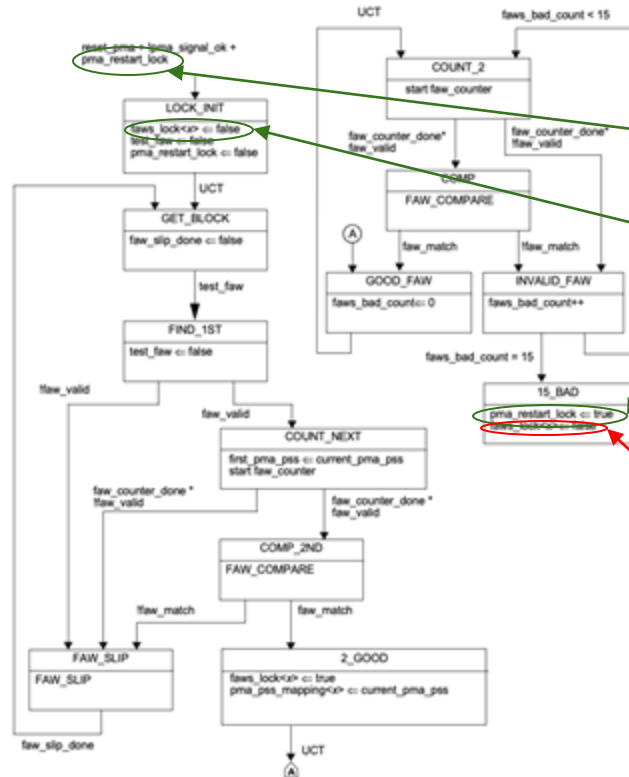 reset_pma + !pma_signal_ok +
pma_restart_lock
LOCK_INIT
faws_lock<x> ⇐ false
test_faw ⇐ false
pma_restart_lock ⇐ false
UCT
GET_BLOCK
faw_slip_done ⇐ false
test_faw
FIND_1ST
test_faw ⇐ false
!faw_valid
faw_valid
COUNT_NEXT
first_pma_pss ⇐ current_pma_pss
start faw_counter
faw_counter_done *
!faw_valid
faw_counter_done *
faw_valid
COMP_2ND
FAW_COMPARE
!faw_match
faw_match
FAW_SLIP
FAW_SLIP
faw_slip_done
2_GOOD
faws_lock<x> ⇐ true
pma_pss_mapping<x> ⇐ current_pma_pss
UCT
A
UCT
faws_bad_count < 15
COUNT_2
start faw_counter
faw_counter_done*
faw_valid
faw_counter_done*
!faw_valid
COMP
FAW_COMPARE
A
faw_match
!faw_match
GOOD_FAW
faws_bad_count⇐ 0
INVALID_FAW
faws_bad_count++
faws_bad_count = 15
15_BAD
pma_restart_lock ⇐ true
faws_lock<x> ⇐ false